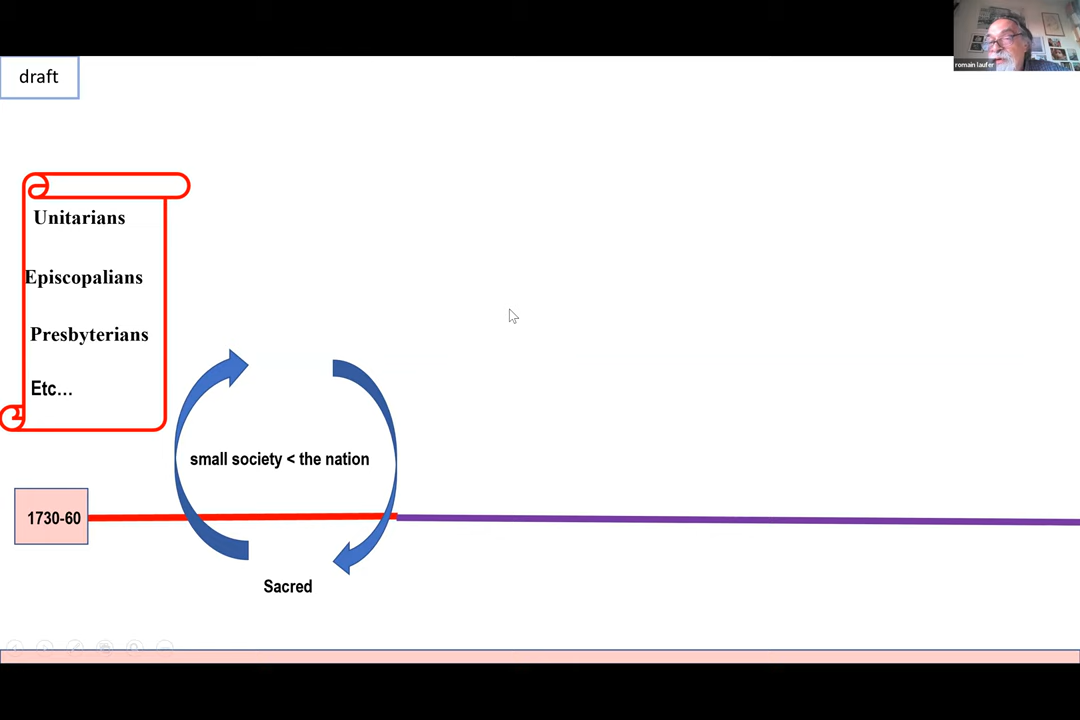 romain laufer
draft
Unitarians
Episcopalians
Presbyterians
Etc...
small society < the nation
1730-60
Sacred